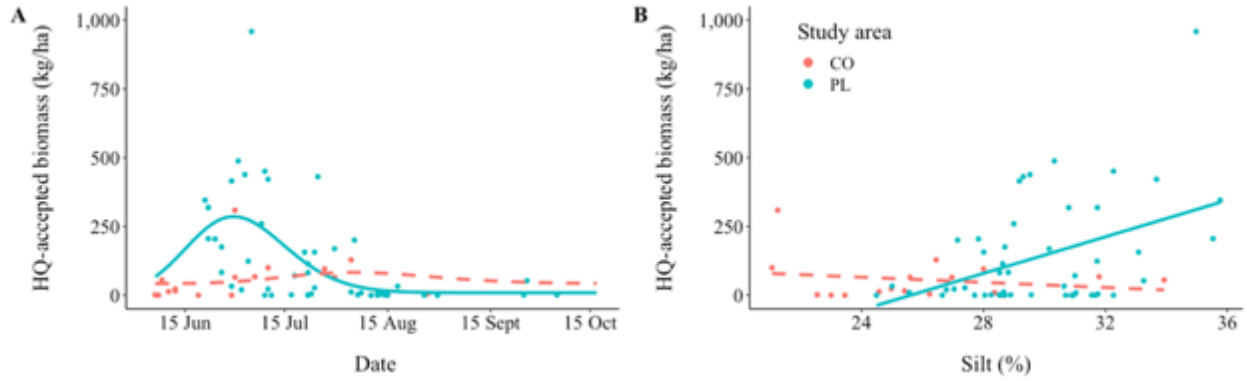 A
HQ-accepted biomass (kg/ha)
1,000
750
500
250
0
15 Jun
15 Jul
15 Aug
15 Sept
15 Oct
Date
B
HQ-accepted biomass (kg/ha)
1,000
750
500
250
0
Study area
CO
PL
24
28
32
36
Silt (%)